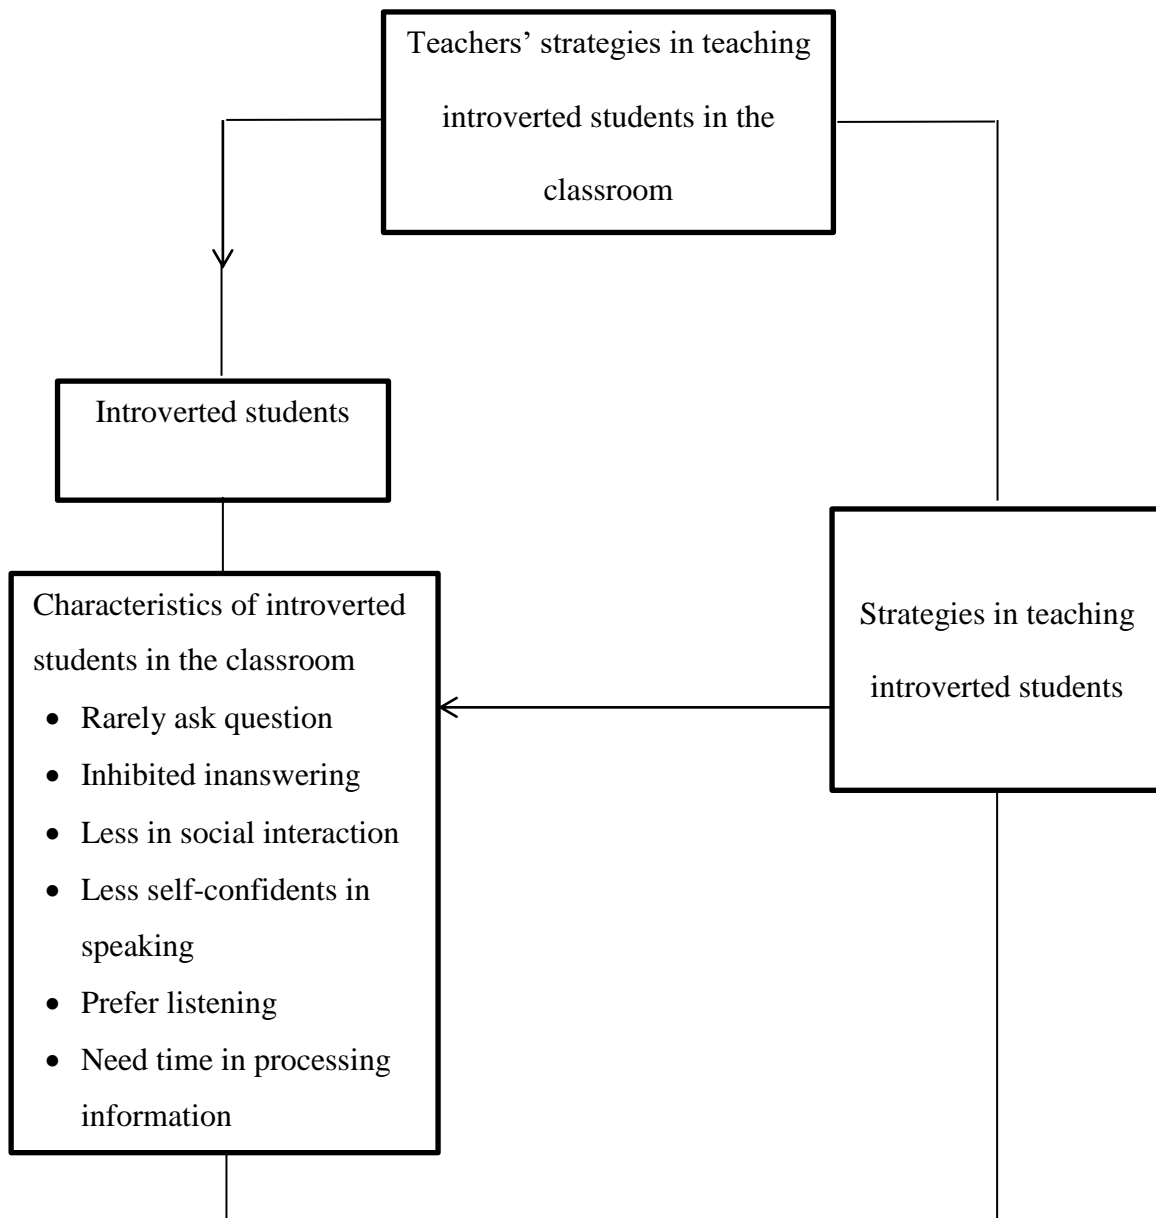 Teachers’ strategies in teaching
introverted students in the
classroom
Introverted students
Characteristics of introverted
students in the classroom
• Rarely ask question
• Inhibited inanswering
• Less in social interaction
• Less self-confidents in
speaking
• Prefer listening
• Need time in processing
information
Strategies in teaching
introverted students